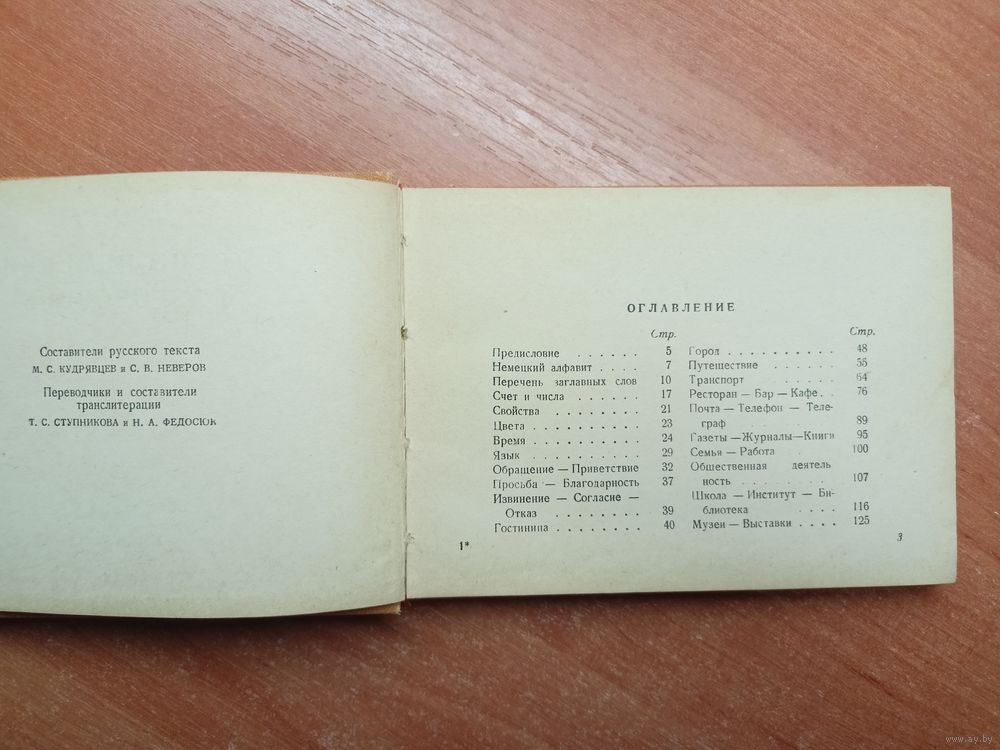 Составители русского текста
М. С. КУДРЯВЦЕВ и С. В. НЕВЕРОВ
Переводчики и составители
транслитерации
Т. С. СТУПНИКОВА и Н. А. ФЕДОСЮК
ОГЛАВЛЕНИЕ
Стр.
Предисловие . . . . . . 5
Немецкий алфавит . . . . 7
Перечень заглавных слов 10
Счет и числа . . . . . . 17
Свойства . . . . . . . . 21
Цвета . . . . . . . . . 23
Время . . . . . . . . . 24
Язык . . . . . . . . . 29
Обращение — Приветствие 32
Просьба — Благодарность 37
Извинение — Согласие —
Отказ . . . . . . . . 39
Гостиница . . . . . . . . 40
1*
Стр.
Город . . . . . . . . . . 48
Путешествие . . . . . . 55
Транспорт . . . . . . 64
Ресторан — Бар — Кафе . . 76
Почта — Телефон — Теле-
граф . . . . . . . . 89
Газеты — Журналы — Книги 95
Семья — Работа . 100
Общественная деятель
ность . . . . . . . . 107
Школа — Институт — Би-
блиотека . . . . 116
Музеи — Выставки . . . . 125
3
www.ay.by